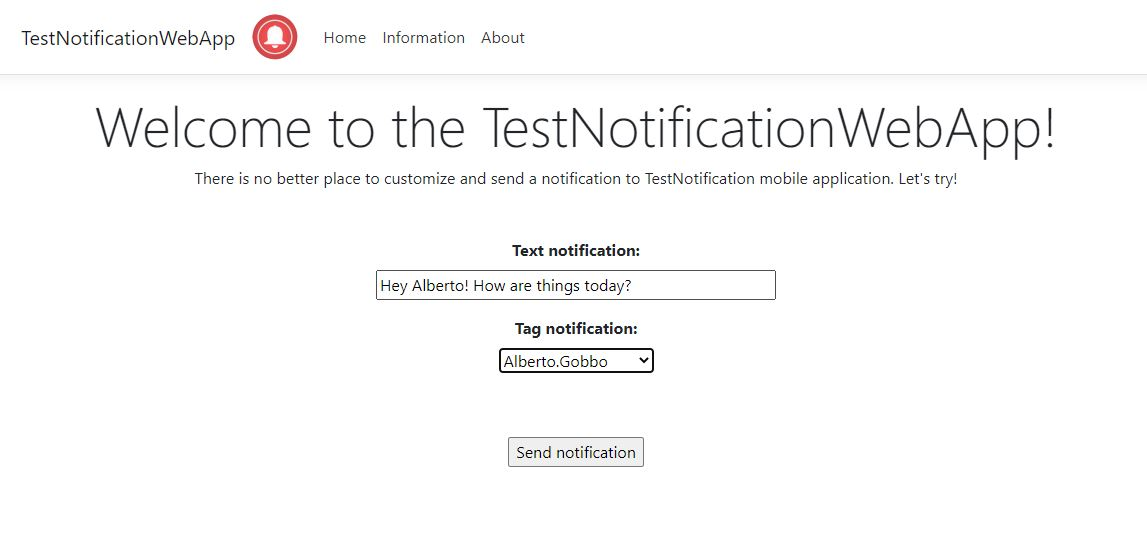 TestNotificationWebApp Home Information About
Welcome to the TestNotificationWebApp!
There is no better place to customize and send a notification to TestNotification mobile application. Let's try!
Text notification:
Hey Alberto! How are things today?
Tag notification:
Alberto.Gobbo
Send notification